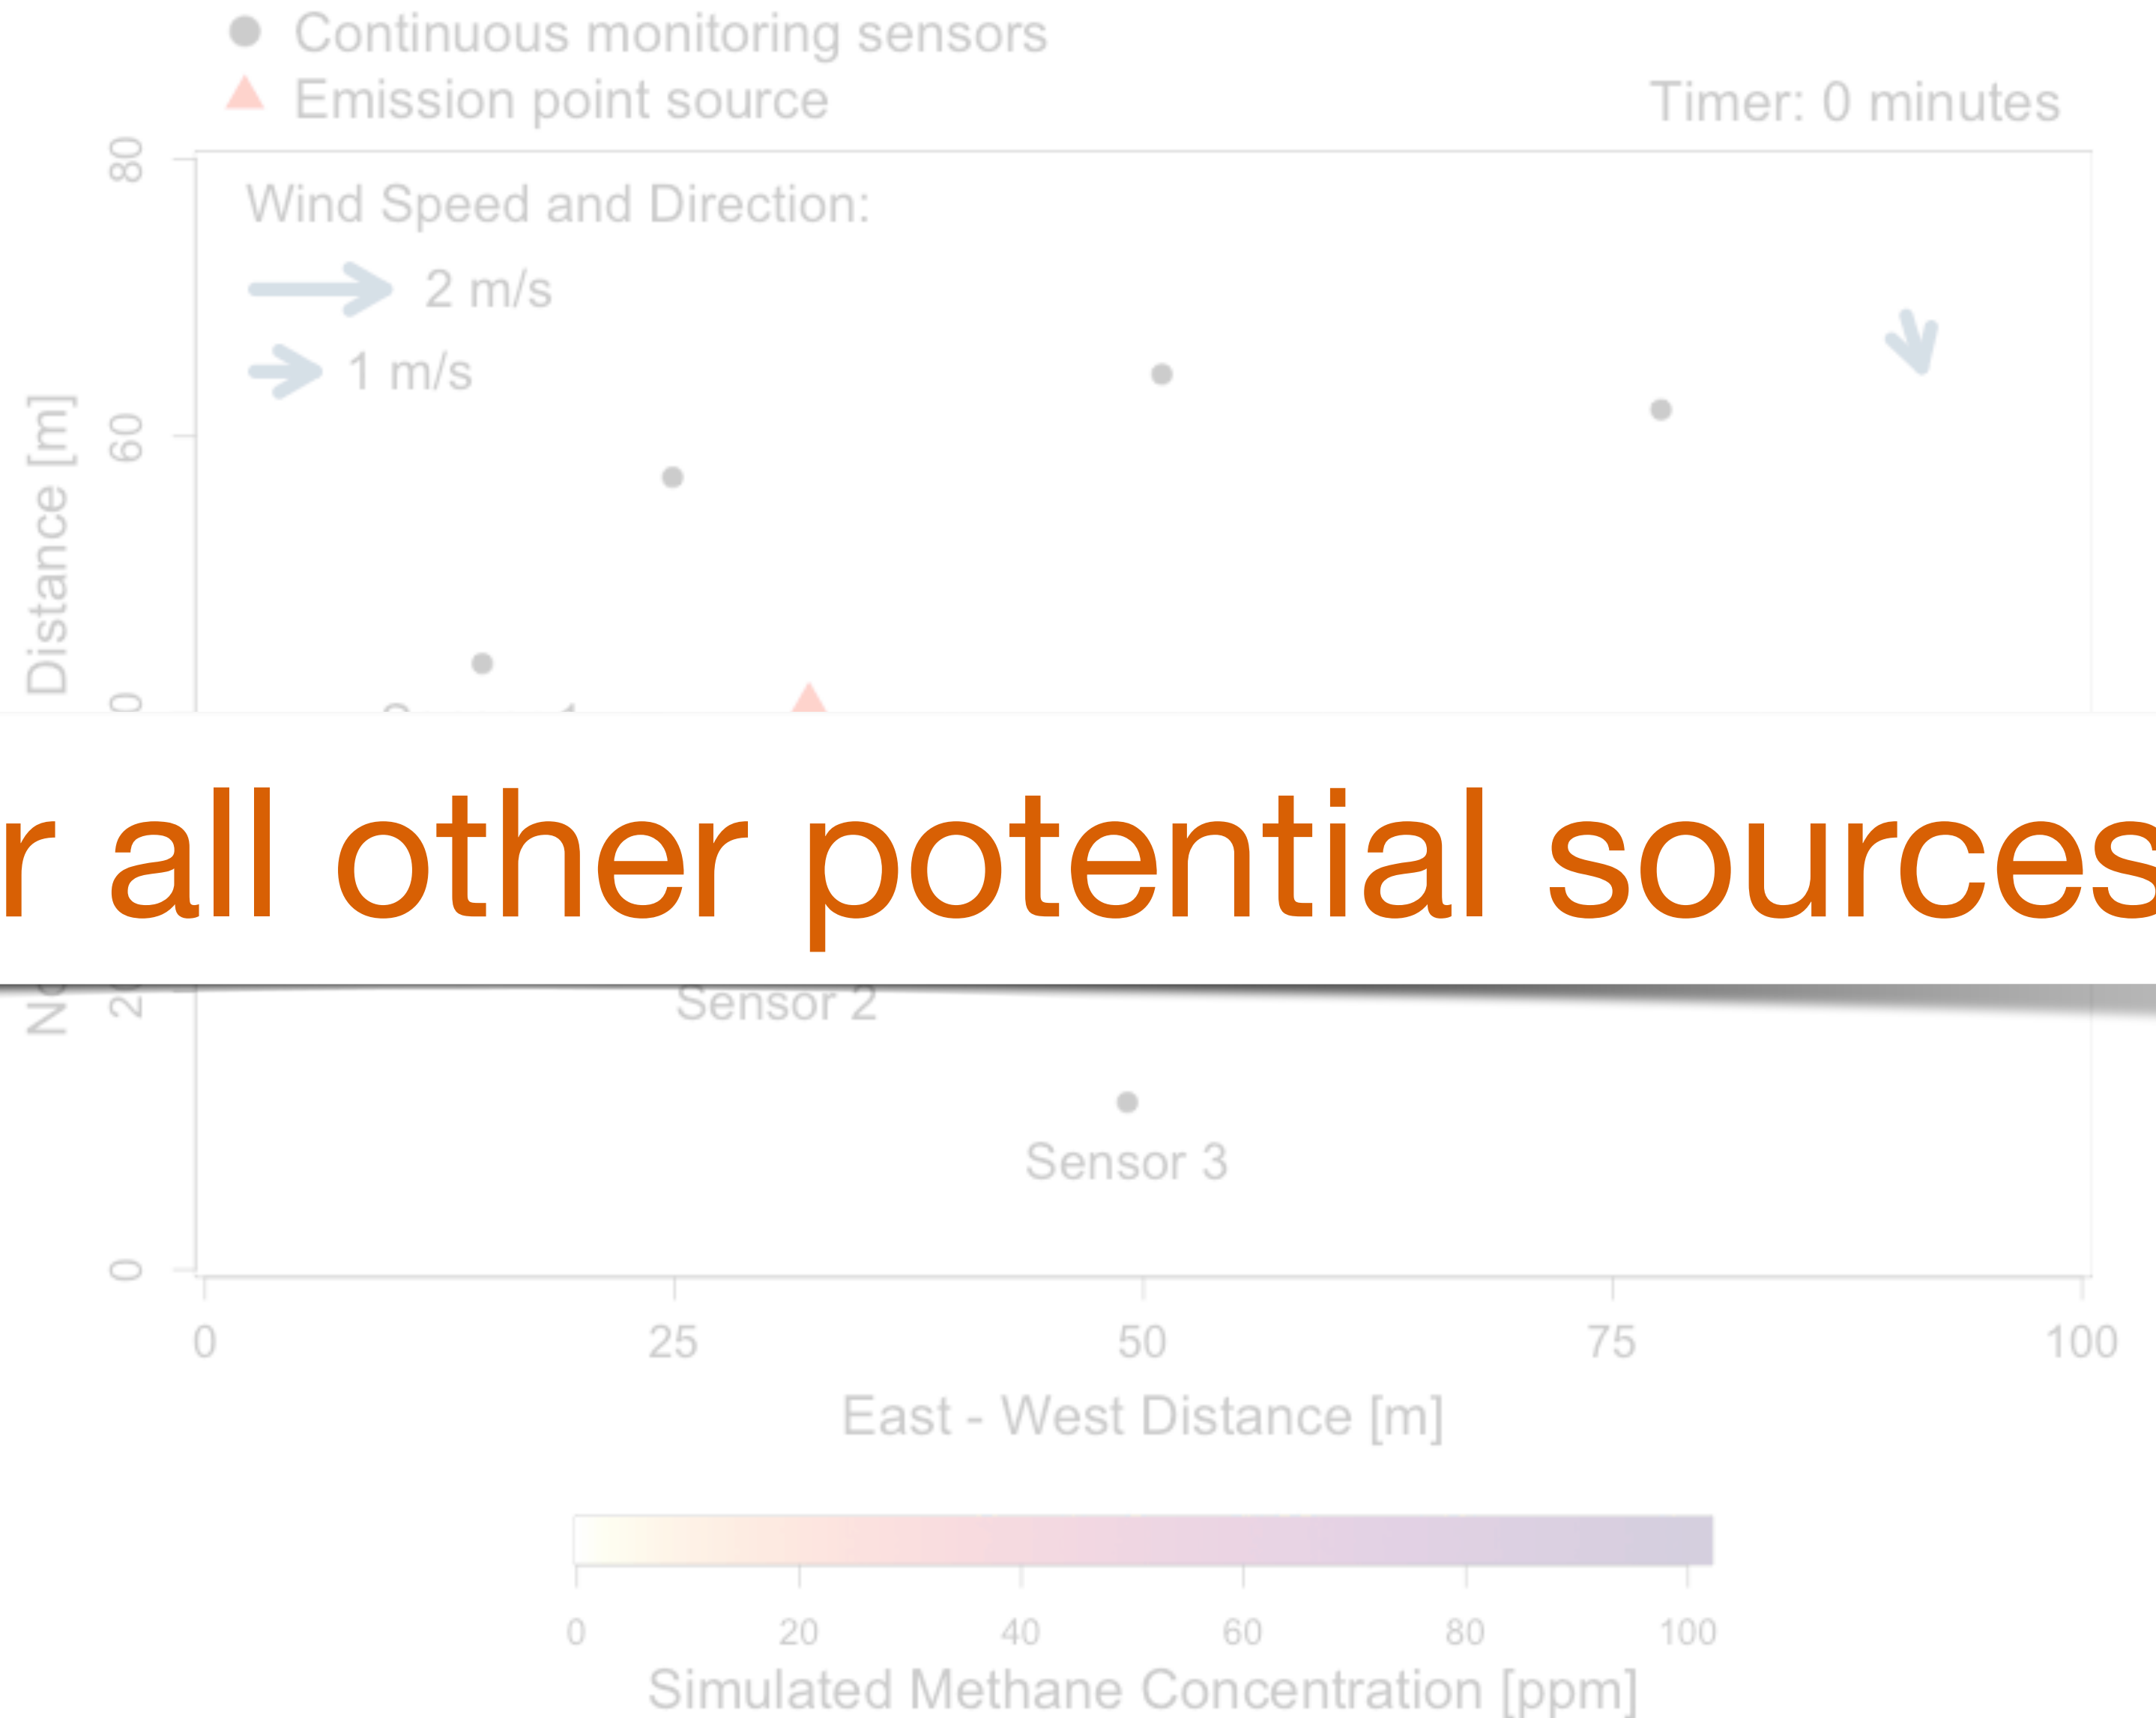 Continuous monitoring sensors
Emission point source
Timer: 0 minutes
80
Wind Speed and Direction:
2 m/s
1 m/s
60
Distance [m]
r all other potential sources
Sensor 2
Sensor 3
0
0 25 50 75 100
East - West Distance [m]
0 20 40 60 80 100
Simulated Methane Concentration [ppm]